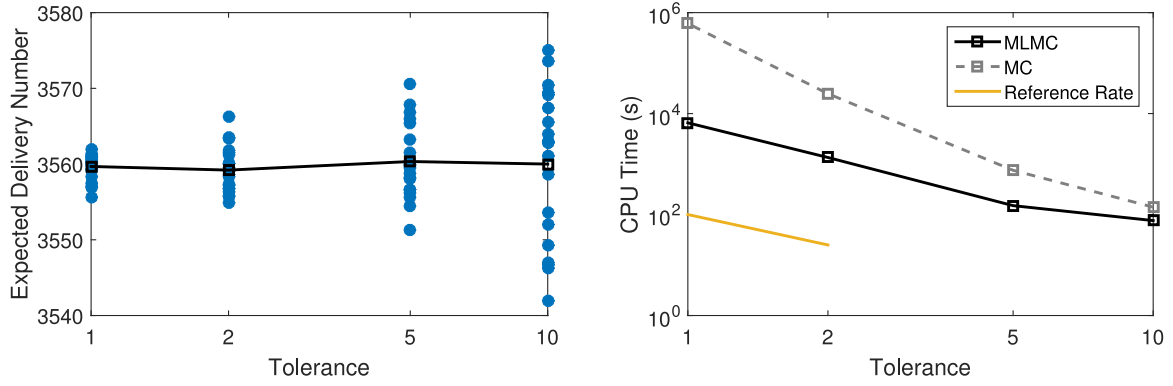 Expected Delivery Number
3580
3570
3560
3550
3540
1
2
5
10
Tolerance
CPU Time (s)
10^6
10^4
10^2
10^0
1
2
5
10
Tolerance
MLMC
MC
Reference Rate